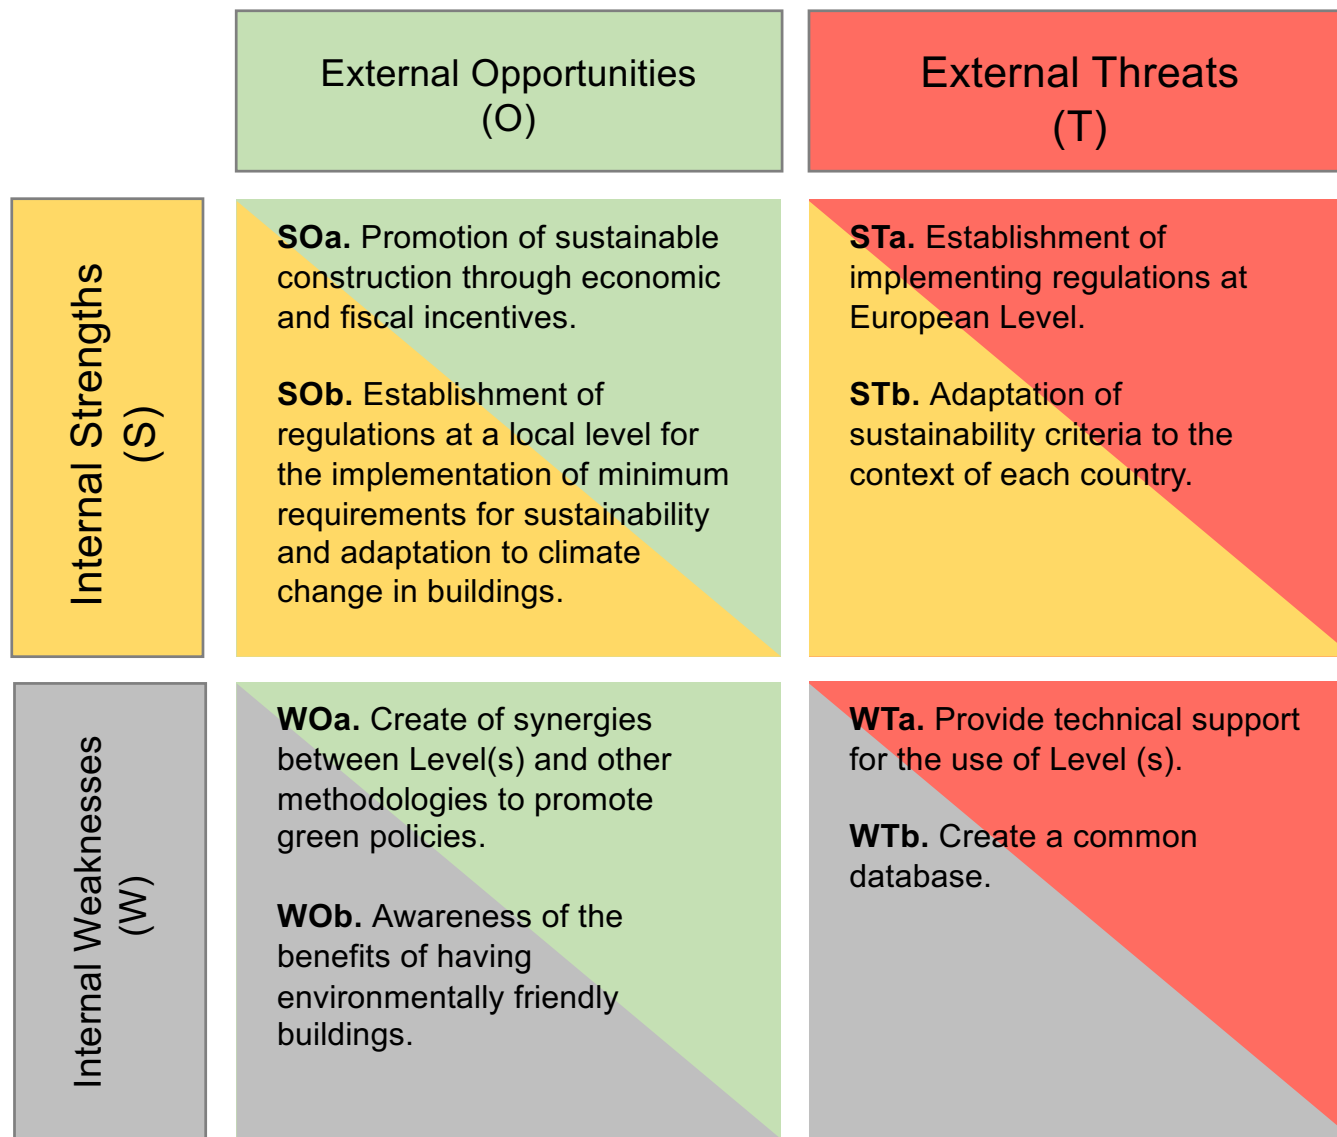 External Opportunities
(O)
External Threats
(T)
Internal Strengths
(S)
SOa. Promotion of sustainable
construction through economic
and fiscal incentives.
SOb. Establishment of
regulations at a local level for
the implementation of minimum
requirements for sustainability
and adaptation to climate
change in buildings.
STa. Establishment of
implementing regulations at
European Level.
STb. Adaptation of
sustainability criteria to the
context of each country.
Internal Weaknesses
(W)
WOa. Create of synergies
between Level(s) and other
methodologies to promote
green policies.
WOb. Awareness of the
benefits of having
environmentally friendly
buildings.
WTa. Provide technical support
for the use of Level (s).
WTb. Create a common
database.